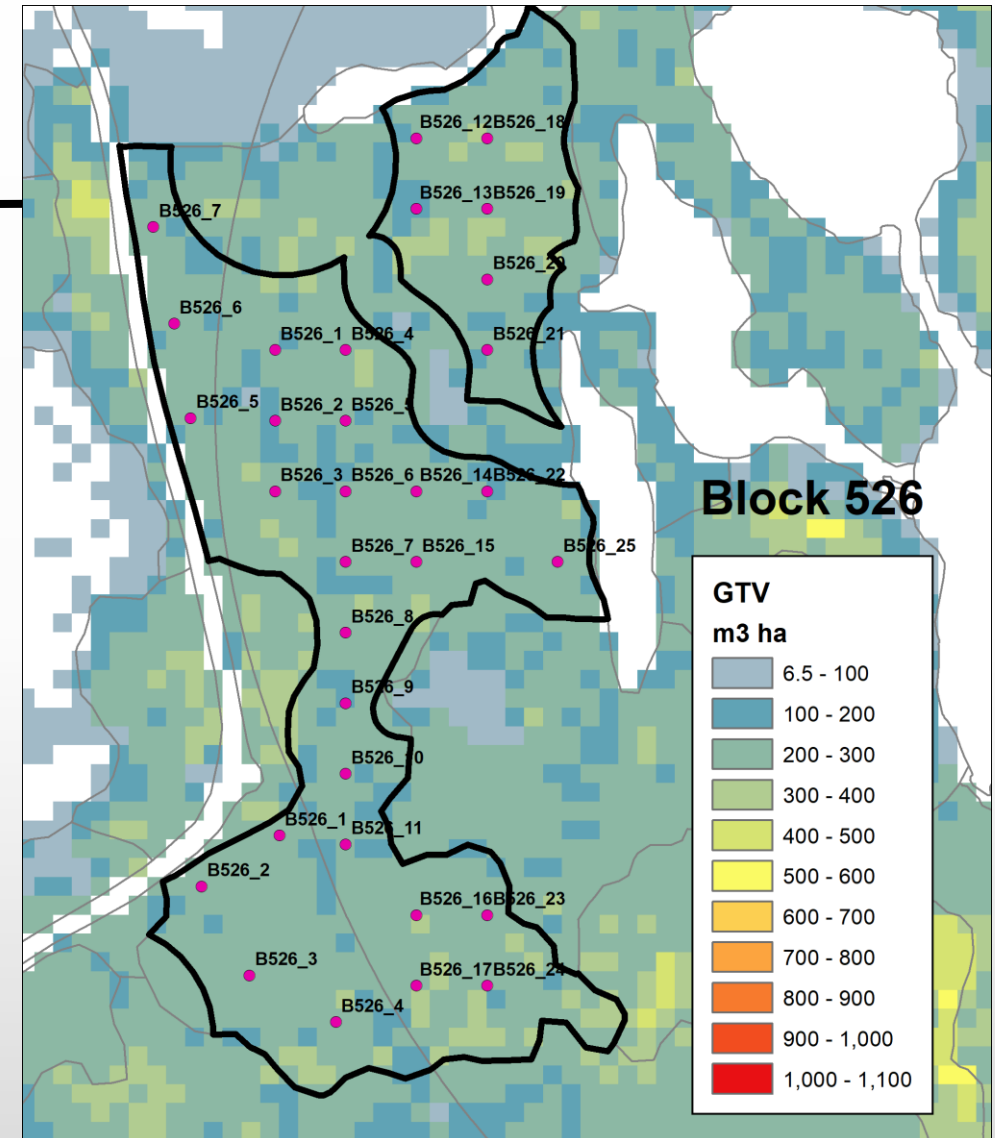 B526_12 B526_18
B526_7
B526_13 B526_19
B526_20
B526_6
B526_1 B526_4
B526_21
B526_5
B526_2 B526_5
B526_3 B526_6 B526_14 B526_22
Block 526
B526_7 B526_15 B526_25
GTV
m3 ha
B526_8
6.5 - 100
B526_9
100 - 200
200 - 300
B526_10
300 - 400
B526_1
B526_11
400 - 500
B526_2
500 - 600
B526_16 B526_23
600 - 700
B526_3
B526_17 B526_24
700 - 800
B526_4
800 - 900
900 - 1,000
1,000 - 1,100